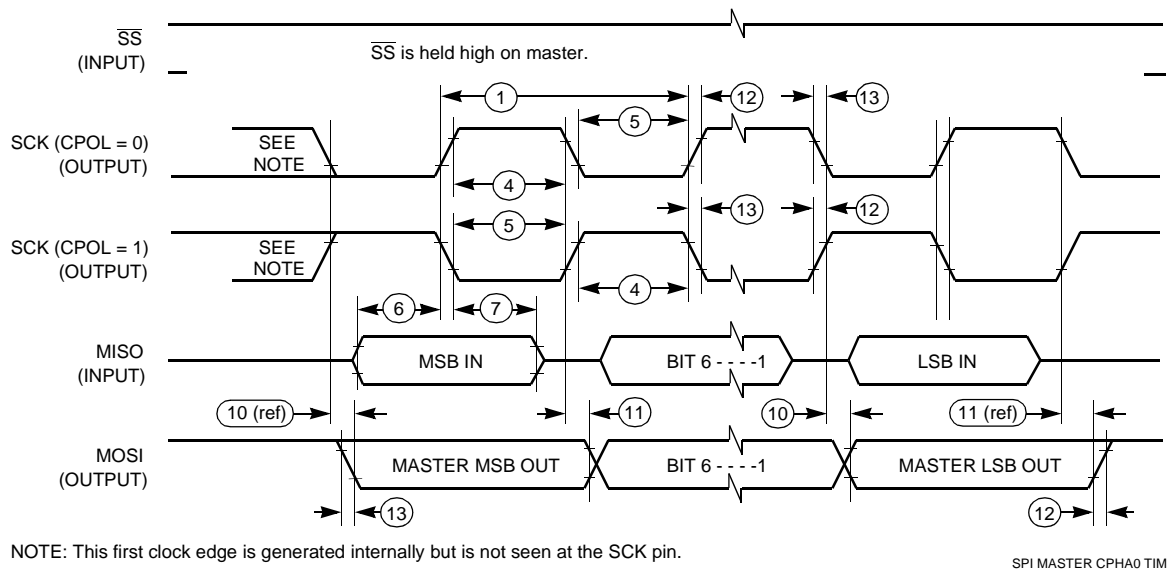 SS
(INPUT)
SS is held high on master.
1
12
13
5
SCK (CPOL = 0)
(OUTPUT)
SEE
NOTE
4
5
13
12
SCK (CPOL = 1)
(OUTPUT)
SEE
NOTE
4
6
7
MISO
(INPUT)
MSB IN
BIT 6 - - - -1
LSB IN
10 (ref)
11
10
11 (ref)
MOSI
(OUTPUT)
MASTER MSB OUT
BIT 6 - - - -1
MASTER LSB OUT
13
12
NOTE: This first clock edge is generated internally but is not seen at the SCK pin.
SPI MASTER CPHA0 TIM